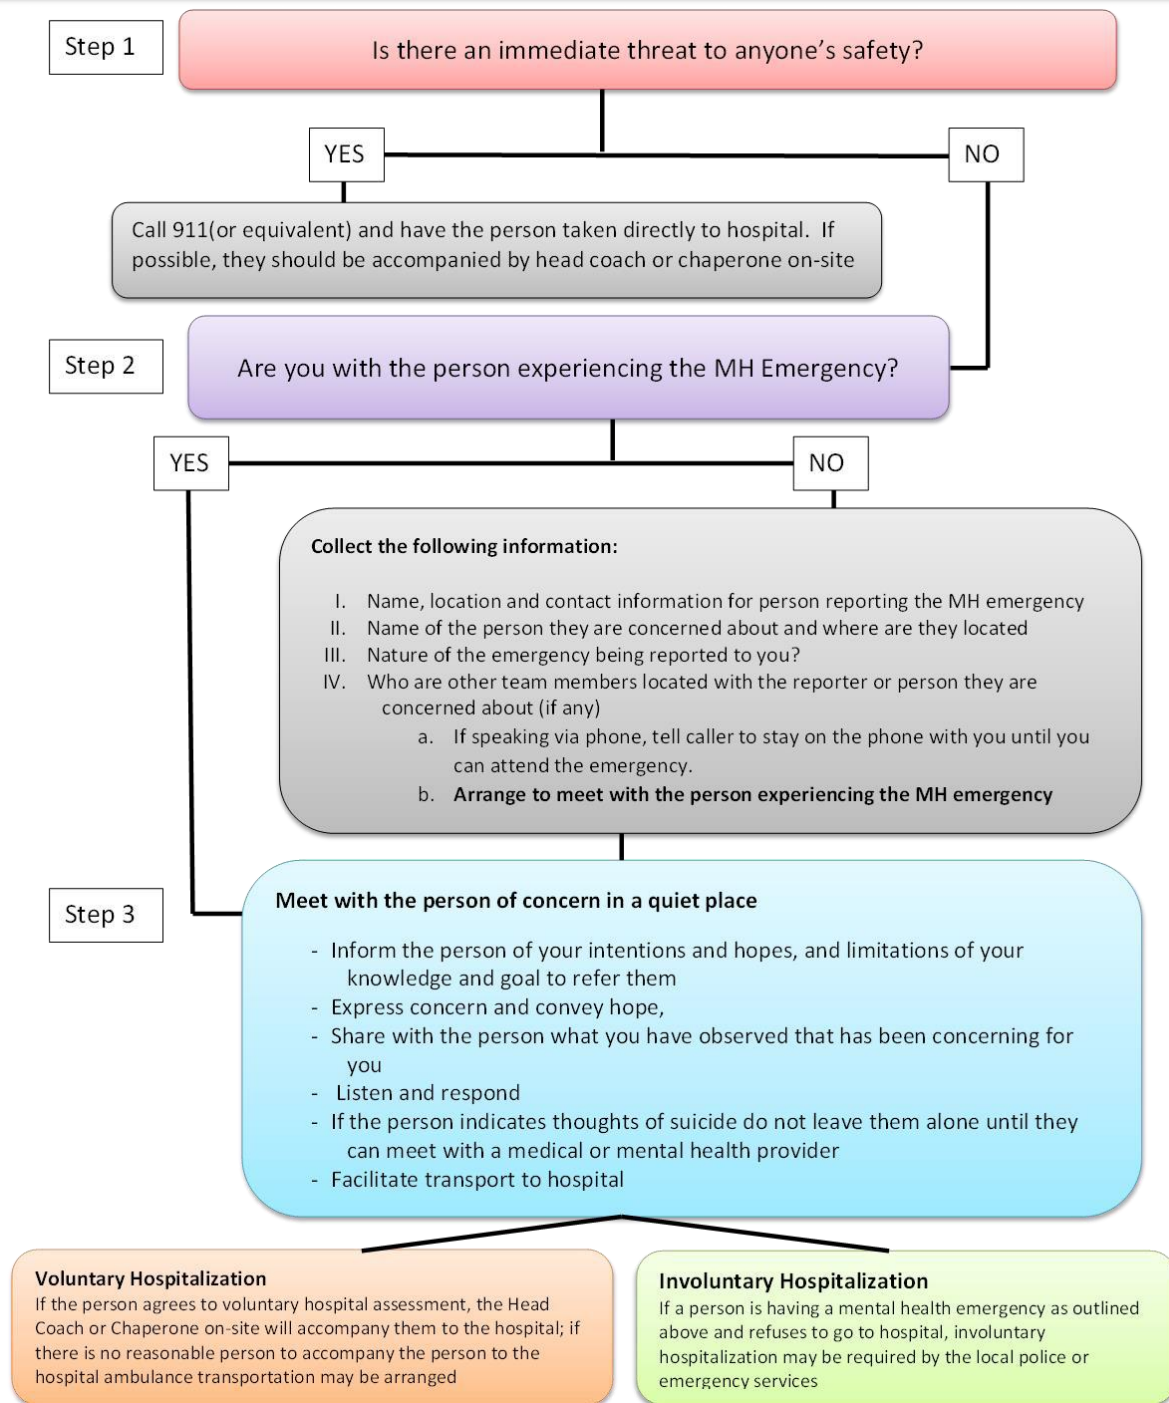 Step 1
Is there an immediate threat to anyone’s safety?
YES
NO
Call 911(or equivalent) and have the person taken directly to hospital.  If
possible, they should be accompanied by head coach or chaperone on-site
Step 2
Are you with the person experiencing the MH Emergency?
YES
NO
Collect the following information:
I. Name, location and contact information for person reporting the MH emergency
II. Name of the person they are concerned about and where are they located
III. Nature of the emergency being reported to you?
IV. Who are other team members located with the reporter or person they are
concerned about (if any)
a. If speaking via phone, tell caller to stay on the phone with you until you
can attend the emergency.
b. Arrange to meet with the person experiencing the MH emergency
Step 3
Meet with the person of concern in a quiet place
- Inform the person of your intentions and hopes, and limitations of your
knowledge and goal to refer them
- Express concern and convey hope,
- Share with the person what you have observed that has been concerning for
you
- Listen and respond
- If the person indicates thoughts of suicide do not leave them alone until they
can meet with a medical or mental health provider
- Facilitate transport to hospital
Voluntary Hospitalization
If the person agrees to voluntary hospital assessment, the Head
Coach or Chaperone on-site will accompany them to the hospital; if
there is no reasonable person to accompany the person to the
hospital ambulance transportation may be arranged
Involuntary Hospitalization
If a person is having a mental health emergency as outlined
above and refuses to go to hospital, involuntary
hospitalization may be required by the local police or
emergency services